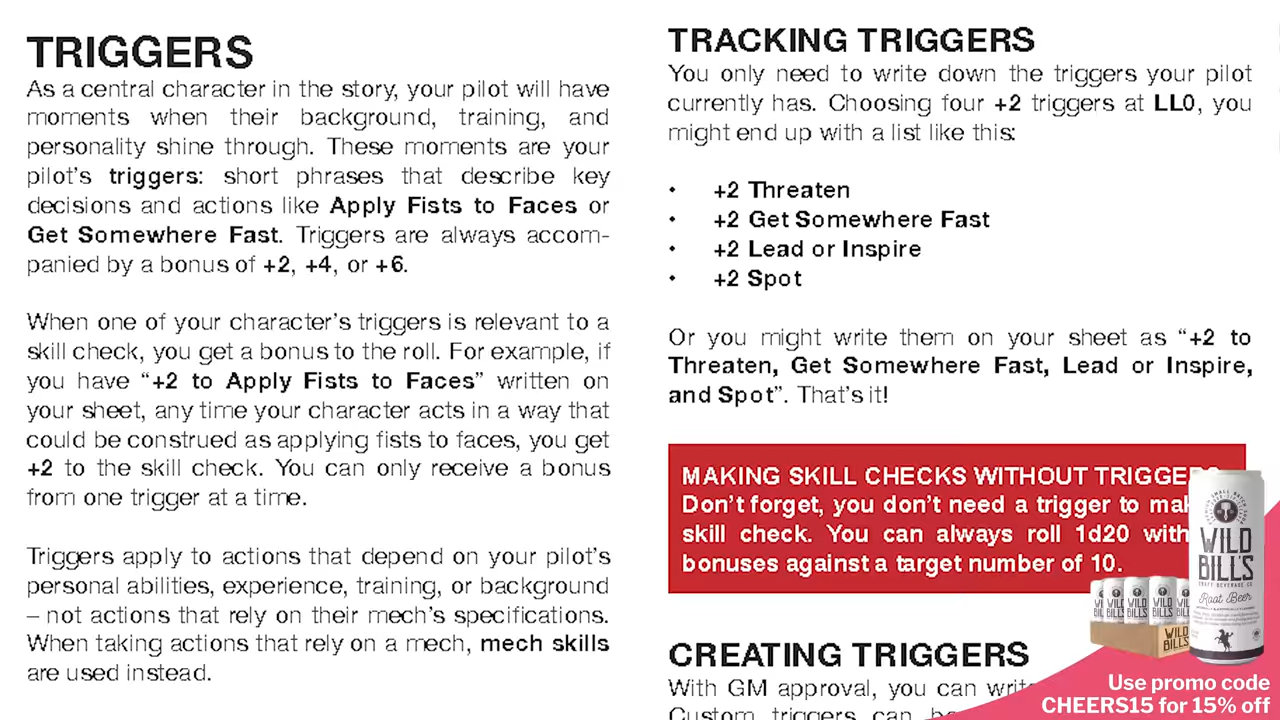 TRIGGERS
As a central character in the story, your pilot will have
moments when their background, training, and
personality shine through. These moments are your
pilot's triggers: short phrases that describe key
decisions and actions like Apply Fists to Faces or
Get Somewhere Fast. Triggers are always accom-
panied by a bonus of +2, +4, or +6.
When one of your character's triggers is relevant to a
skill check, you get a bonus to the roll. For example, if
you have "+2 to Apply Fists to Faces" written on
your sheet, any time your character acts in a way that
could be construed as applying fists to faces, you get
+2 to the skill check. You can only receive a bonus
from one trigger at a time.
Triggers apply to actions that depend on your pilot's
personal abilities, experience, training, or background
– not actions that rely on their mech's specifications.
When taking actions that rely on a mech, mech skills
are used instead.
TRACKING TRIGGERS
You only need to write down the triggers your pilot
currently has. Choosing four +2 triggers at LL0, you
might end up with a list like this:
• +2 Threaten
• +2 Get Somewhere Fast
• +2 Lead or Inspire
• +2 Spot
Or you might write them on your sheet as "+2 to
Threaten, Get Somewhere Fast, Lead or Inspire,
and Spot". That's it!
MAKING SKILL CHECKS WITHOUT
Don't forget, you don't need a trigger to
skill check. You can always roll 1d20 with
bonuses against a target number of 10.
CREATING TRIGGERS
With GM approval, you can
Custom triggers can
WILD
BILL'S
CRAFT BEVERAGE CO.
Root Beer
WILD
BILL'S
Use promo code
CHEERS15 for 15% off